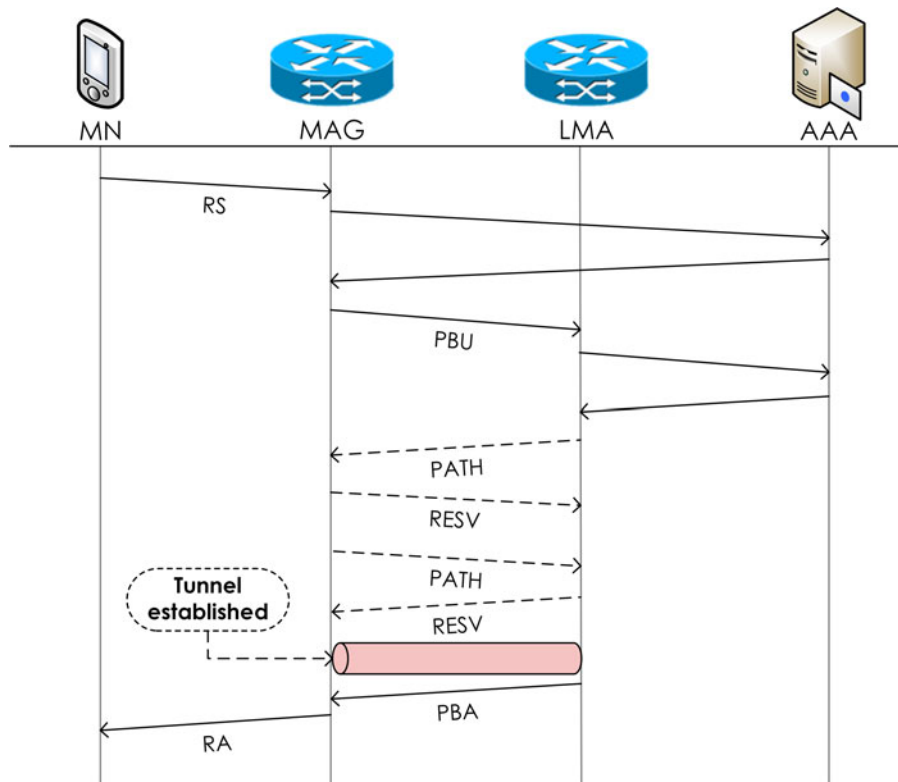 MN
MAG
LMA
AAA
RS
PBU
PATH
RESV
PATH
Tunnel
established
RESV
PBA
RA